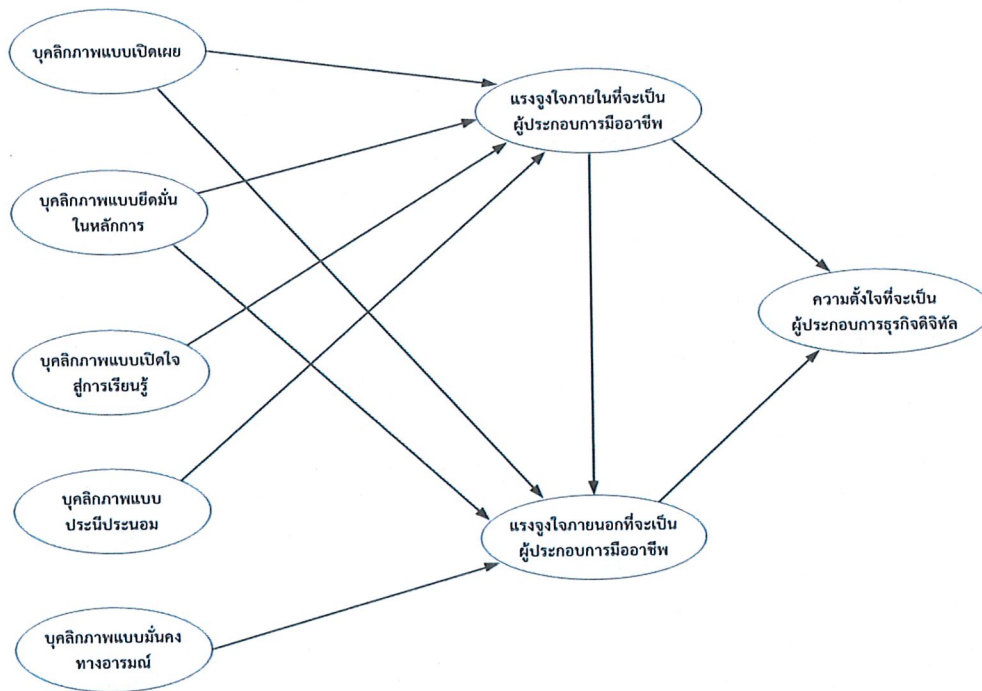 บุคลิกภาพแบบเปิดเผย
แรงจูงใจภายในที่จะเป็น
ผู้ประกอบการมืออาชีพ
บุคลิกภาพแบบยึดมั่น
ในหลักการ
ความตั้งใจที่จะเป็น
ผู้ประกอบการธุรกิจดิจิทัล
บุคลิกภาพแบบเปิดใจ
สู่การเรียนรู้
บุคลิกภาพแบบ
ประนีประนอม
แรงจูงใจภายนอกที่จะเป็น
ผู้ประกอบการมืออาชีพ
บุคลิกภาพแบบมั่นคง
ทางอารมณ์